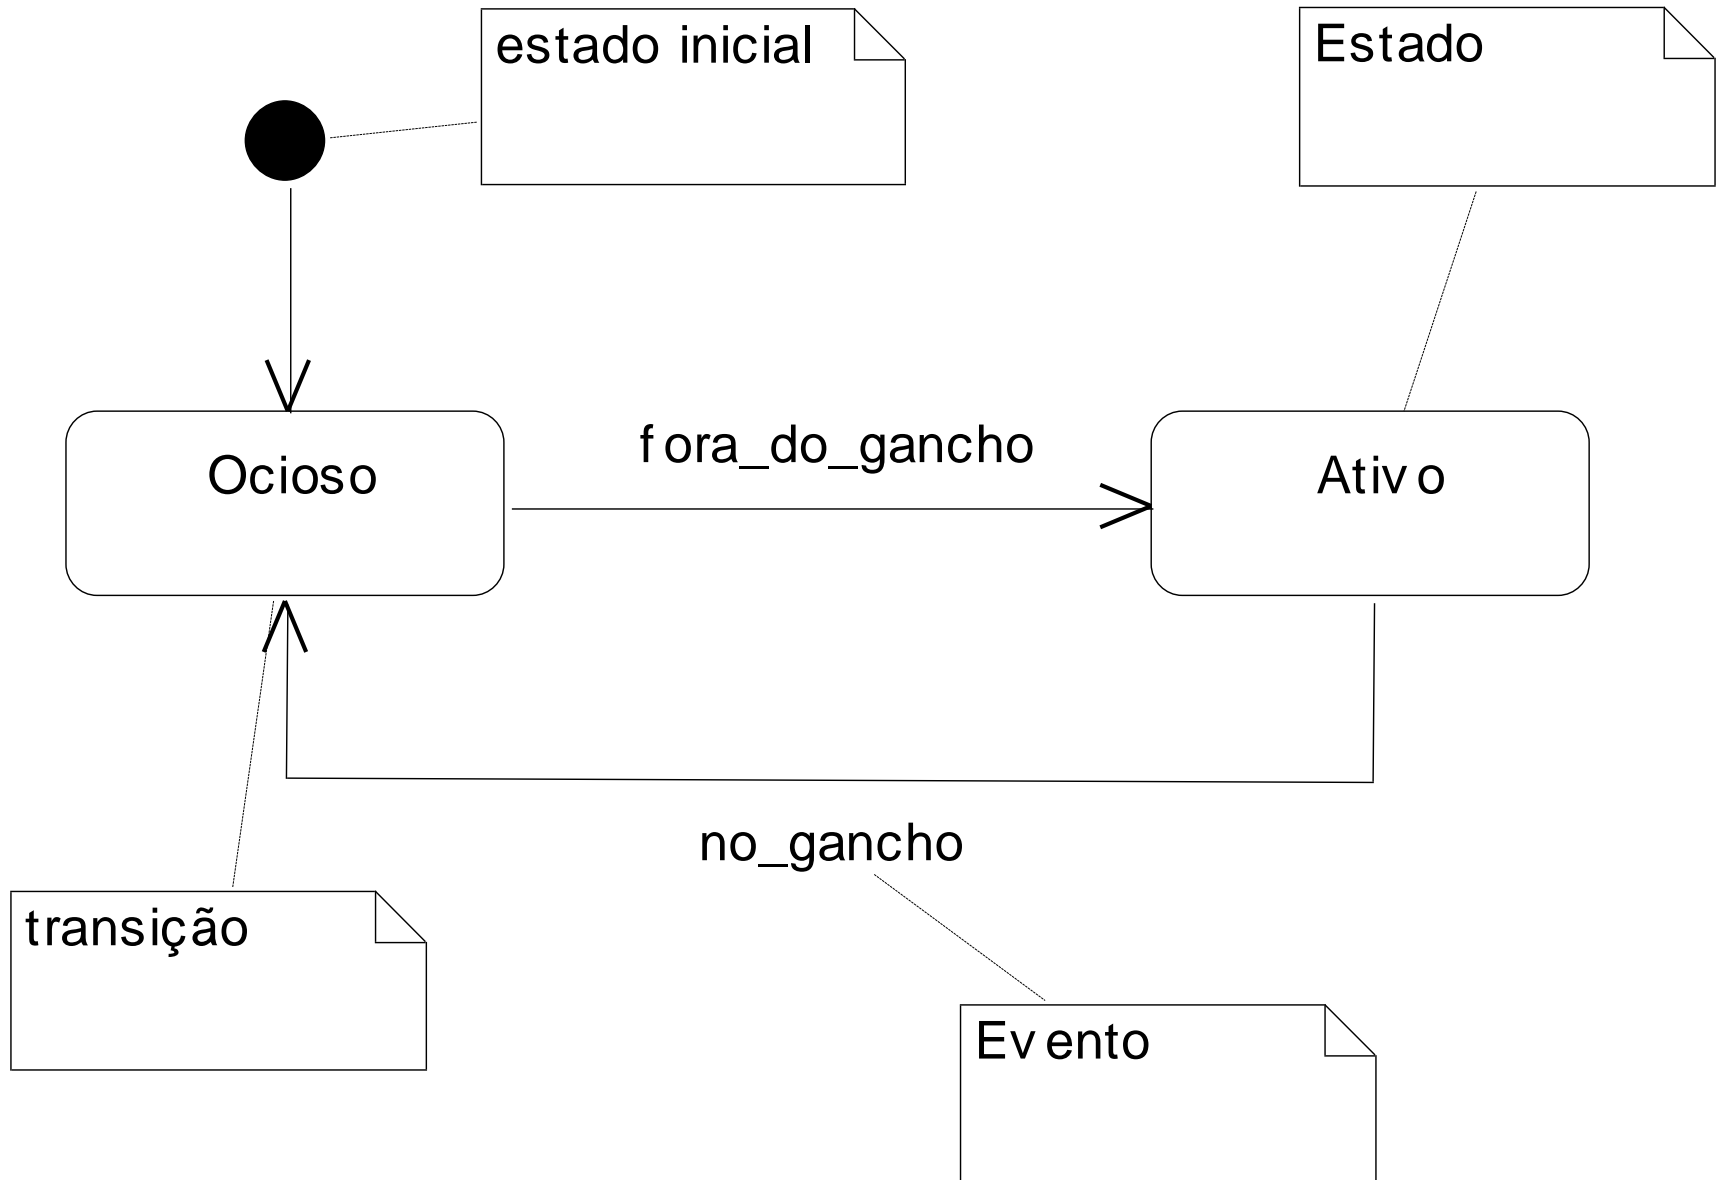 estado inicial
Estado
fora_do_gancho
Ocioso
Ativo
no_gancho
transição
Evento